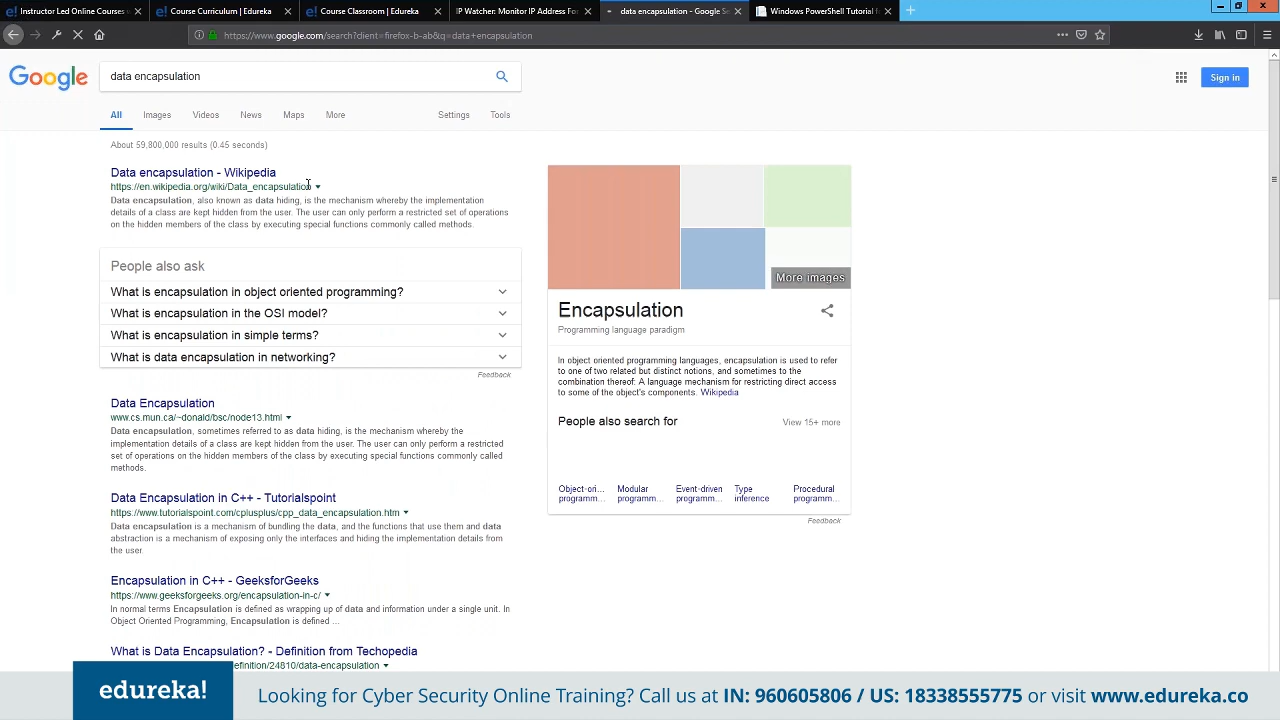 Instructor Led Online Courses w
Course Curriculum | Edureka
Course Classroom | Edureka
IP Watcher: Monitor IP Address For
data encapsulation - Google Se
Windows PowerShell Tutorial f
https://www.google.com/search?client=firefox-b-ab&q=data+encapsulation
Google
data encapsulation
Sign in
All Images Videos News Maps More Settings Tools
About 59,800,000 results (0.45 seconds)
Data encapsulation - Wikipedia
https://en.wikipedia.org/wiki/Data_encapsulation
Data encapsulation, also known as data hiding, is the mechanism whereby the implementation
details of a class are kept hidden from the user. The user can only perform a restricted set of operations
on the hidden members of the class by executing special functions commonly called methods.
People also ask
What is encapsulation in object oriented programming?
What is encapsulation in the OSI model?
What is encapsulation in simple terms?
What is data encapsulation in networking?
Feedback
Data Encapsulation
www.cs.mun.ca/~donald/bsc/node13.html
Data encapsulation, sometimes referred to as data hiding, is the mechanism whereby the
implementation details of a class are kept hidden from the user. The user can only perform a restricted
set of operations on the hidden members of the class by executing special functions commonly called
methods.
Data Encapsulation in C++ - Tutorialspoint
https://www.tutorialspoint.com/cplusplus/cpp_data_encapsulation.htm
Data encapsulation is a mechanism of bundling the data, and the functions that use them and data
abstraction is a mechanism of exposing only the interfaces and hiding the implementation details from
the user.
Encapsulation in C++ - GeeksforGeeks
https://www.geeksforgeeks.org/encapsulation-in-c/
In normal terms Encapsulation is defined as wrapping up of data and information under a single unit. In
Object Oriented Programming, Encapsulation is defined ...
What is Data Encapsulation? - Definition from Techopedia
efinition/24810/data-encapsulation
More images
Encapsulation
Programming language paradigm
In object oriented programming languages, encapsulation is used to refer
to one of two related but distinct notions, and sometimes to the
combination thereof: A language mechanism for restricting direct access
to some of the object's components. Wikipedia
People also search for
View 15+ more
Object-ori... programm...
Modular programm...
Event-driven programm...
Type inference
Procedural programm...
Feedback
edureka!
Looking for Cyber Security Online Training? Call us at IN: 960605806 / US: 18338555775 or visit www.edureka.co